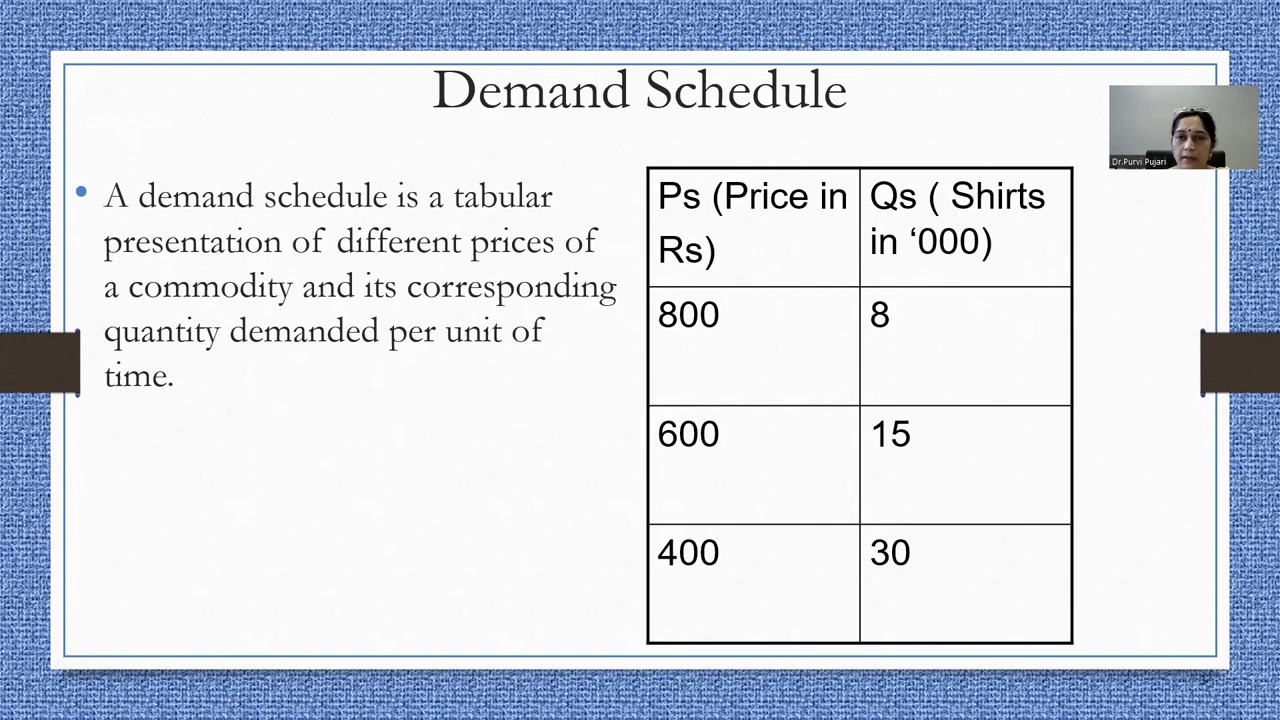 Demand Schedule
• A demand schedule is a tabular
presentation of different prices of
a commodity and its corresponding
quantity demanded per unit of
time.
Dr.Purvi Pujari
Ps (Price in
Rs)
Qs ( Shirts
in ‘000)
800
8
600
15
400
30